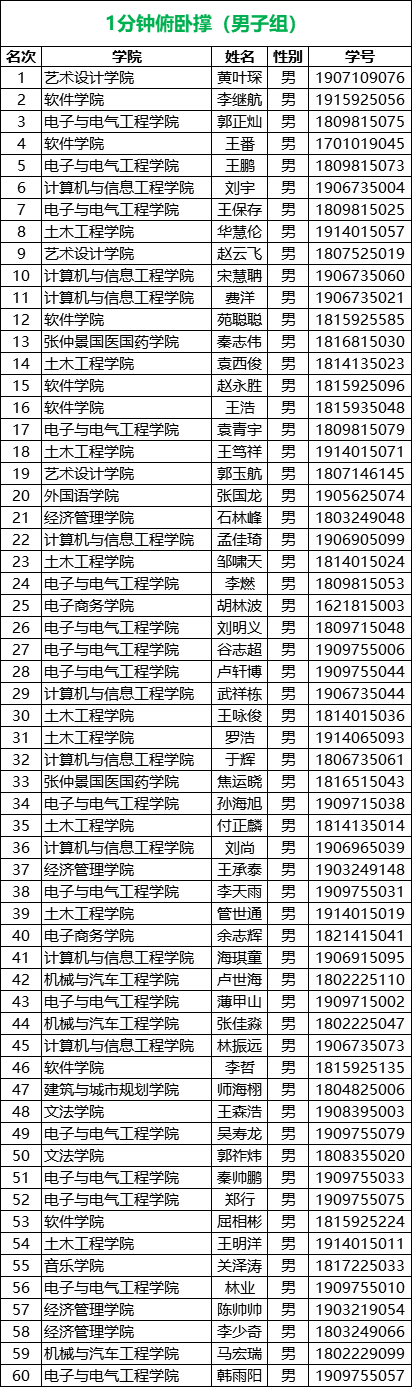 1分钟俯卧撑（男子组）
名次 学院 姓名 性别 学号
1 艺术设计学院 黄叶琛 男 1907109076
2 软件学院 李继航 男 1915925056
3 电子与电气工程学院 郭正灿 男 1809815075
4 软件学院 王番 男 1701019045
5 电子与电气工程学院 王鹏 男 1809815073
6 计算机与信息工程学院 刘宇 男 1906735004
7 电子与电气工程学院 王保存 男 1809815025
8 土木工程学院 华慧伦 男 1914015057
9 艺术设计学院 赵云飞 男 1807525019
10 计算机与信息工程学院 宋慧聃 男 1906735060
11 计算机与信息工程学院 费洋 男 1906735021
12 软件学院 苑聪聪 男 1815925585
13 张仲景国医国药学院 秦志伟 男 1816815030
14 土木工程学院 袁西俊 男 1814135023
15 软件学院 赵永胜 男 1815925096
16 软件学院 王浩 男 1815935048
17 电子与电气工程学院 袁青宇 男 1809815079
18 土木工程学院 王笃祥 男 1914015071
19 艺术设计学院 郭玉航 男 1807146145
20 外国语学院 张国龙 男 1905625074
21 经济管理学院 石林峰 男 1803249048
22 计算机与信息工程学院 孟佳琦 男 1906905099
23 土木工程学院 邹啸天 男 1814015024
24 电子与电气工程学院 李燃 男 1809815053
25 电子商务学院 胡林波 男 1621815003
26 电子与电气工程学院 刘明义 男 1809715048
27 电子与电气工程学院 谷志超 男 1909755006
28 电子与电气工程学院 卢轩博 男 1909755044
29 计算机与信息工程学院 武祥栋 男 1906735044
30 土木工程学院 王咏俊 男 1814015036
31 土木工程学院 罗浩 男 1914065093
32 计算机与信息工程学院 于辉 男 1806735061
33 张仲景国医国药学院 焦运晓 男 1816515043
34 电子与电气工程学院 孙海旭 男 1909715038
35 土木工程学院 付正麟 男 1814135014
36 计算机与信息工程学院 刘尚 男 1906965039
37 经济管理学院 王承泰 男 1903249148
38 电子与电气工程学院 李天雨 男 1909755031
39 土木工程学院 管世通 男 1914015019
40 电子商务学院 余志辉 男 1821415041
41 计算机与信息工程学院 海琪童 男 1906915095
42 机械与汽车工程学院 卢世海 男 1802225110
43 电子与电气工程学院 薄甲山 男 1909715002
44 机械与汽车工程学院 张佳淼 男 1802225047
45 计算机与信息工程学院 林振远 男 1906735073
46 软件学院 李哲 男 1815925135
47 建筑与城市规划学院 师海栩 男 1804825006
48 文法学院 王森浩 男 1908395003
49 电子与电气工程学院 吴寿龙 男 1909755079
50 文法学院 郭祚炜 男 1808355020
51 电子与电气工程学院 秦帅鹏 男 1909755033
52 电子与电气工程学院 郑行 男 1909755075
53 软件学院 屈相彬 男 1815925224
54 土木工程学院 王明洋 男 1914015011
55 音乐学院 关泽涛 男 1817225033
56 电子与电气工程学院 林业 男 1909755010
57 经济管理学院 陈帅帅 男 1903219054
58 经济管理学院 李少奇 男 1803249066
59 机械与汽车工程学院 马宏瑞 男 1802229099
60 电子与电气工程学院 韩雨阳 男 1909755057